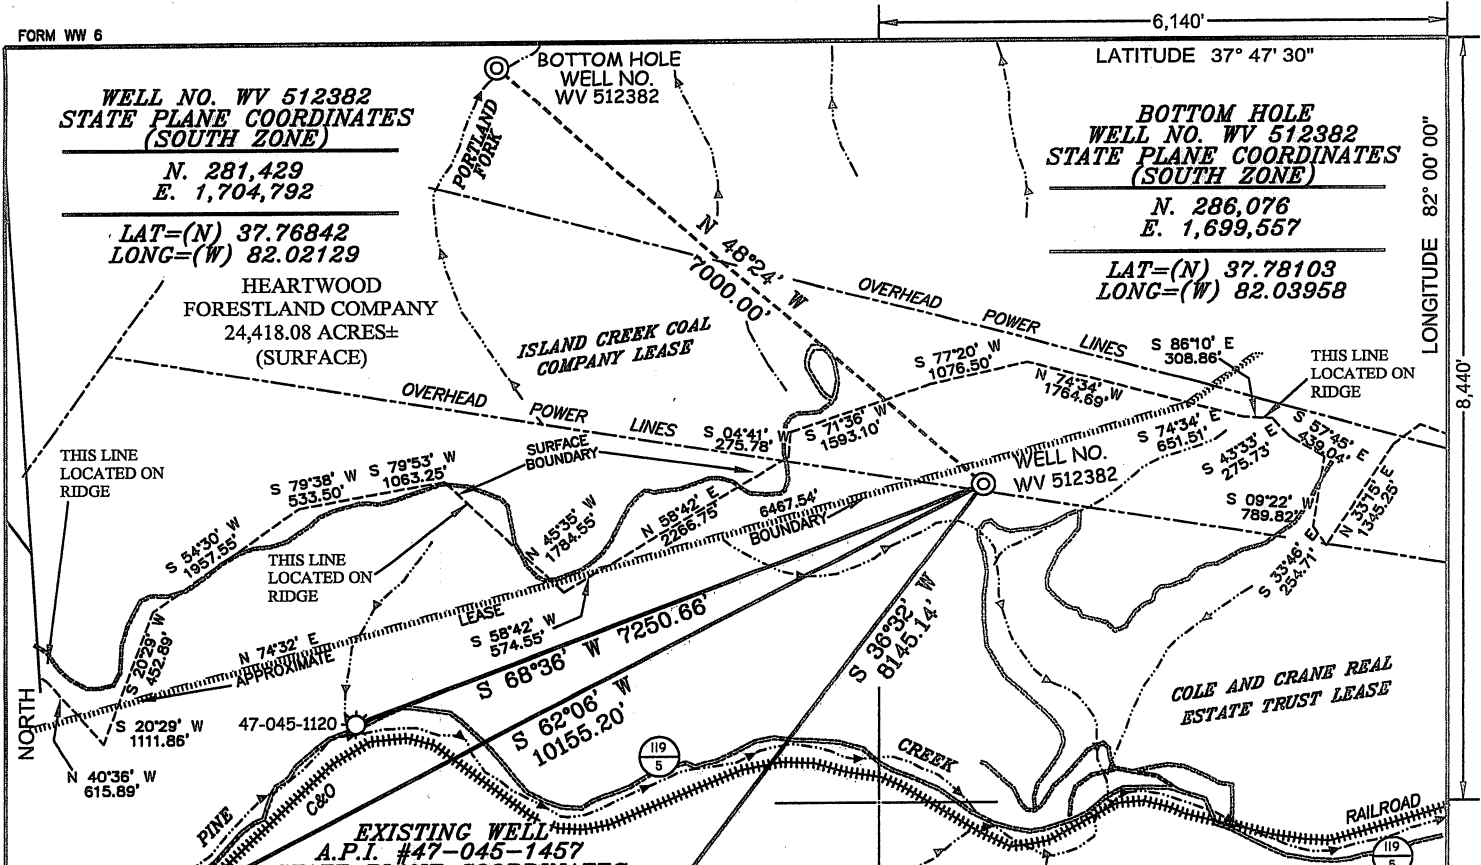 FORM WW 6
6,140'
LATITUDE 37° 47' 30"
BOTTOM HOLE
WELL NO.
WV 512382
WELL NO. WV 512382
STATE PLANE COORDINATES
(SOUTH ZONE)
N. 281,429
E. 1,704,792
LAT=(N) 37.76842
LONG=(W) 82.02129
HEARTWOOD
FORESTLAND COMPANY
24,418.08 ACRES±
(SURFACE)
PORTLAND
FORK
BOTTOM HOLE
WELL NO. WV 512382
STATE PLANE COORDINATES
(SOUTH ZONE)
N. 286,076
E. 1,699,557
LAT=(N) 37.78103
LONG=(W) 82.03958
LONGITUDE 82° 00' 00"
8,440'
N 48°24' W
7000.00'
ISLAND CREEK COAL
COMPANY LEASE
OVERHEAD POWER LINES
OVERHEAD POWER LINES
S 86°10' E
308.86'
THIS LINE
LOCATED ON
RIDGE
S 77°20' W
1076.50'
N 74°34' W
1764.69'
S 04°41' W
275.78'
S 71°36' W
1593.10'
S 74°34' E
651.51'
S 43°33' E
275.73'
S 57°45' E
439.04'
S 09°22' W
789.82'
N 33°15' E
1345.25'
S 33°46' E
254.71'
WELL NO.
WV 512382
SURFACE
BOUNDARY
THIS LINE
LOCATED ON
RIDGE
S 79°38' W
533.50'
S 79°53' W
1063.25'
S 54°30' W
1957.55'
THIS LINE
LOCATED ON
RIDGE
N 45°35' W
1784.55'
N 58°42' E
2266.75'
6467.54'
BOUNDARY
LEASE
APPROXIMATE
N 74°32' E
S 58°42' W
574.55'
S 20°29' W
452.89'
S 20°29' W
1111.86'
N 40°36' W
615.89'
NORTH
S 68°36' W 7250.66'
S 62°06' W
10155.20'
S 36°32' W
8145.14'
COLE AND CRANE REAL
ESTATE TRUST LEASE
47-045-1120
119
5
PINE
CREEK
C&O
RAILROAD
119
5
EXISTING WELL
A.P.I. #47-045-1457
STATE PLANE COORDINATES